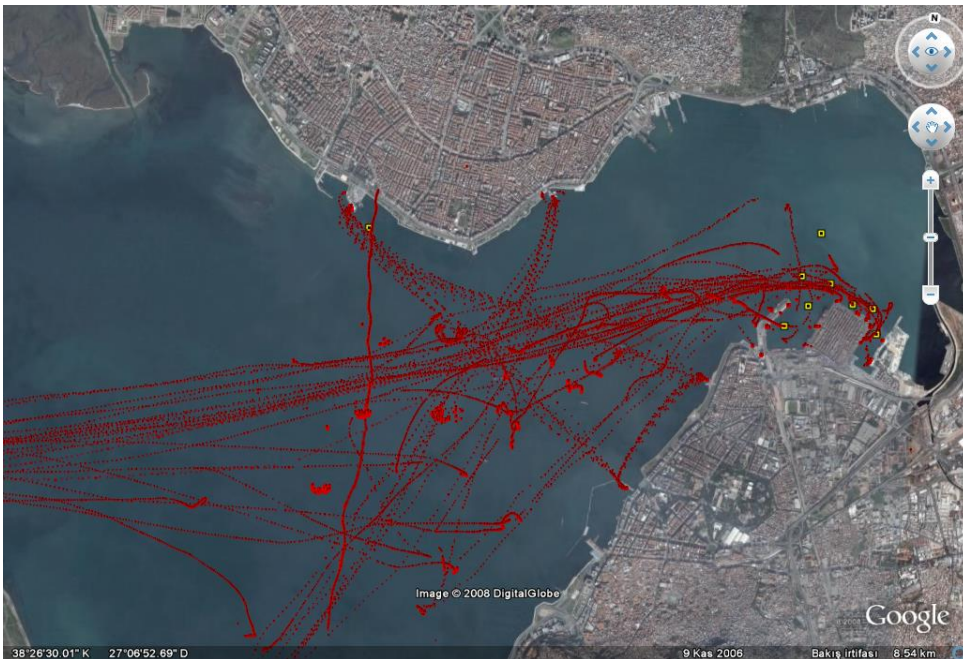 N
Image © 2008 DigitalGlobe
Google
38°26'30.01" K 27°06'52.69" D 9 Kas 2006 Bakış irtifası 8.54 km